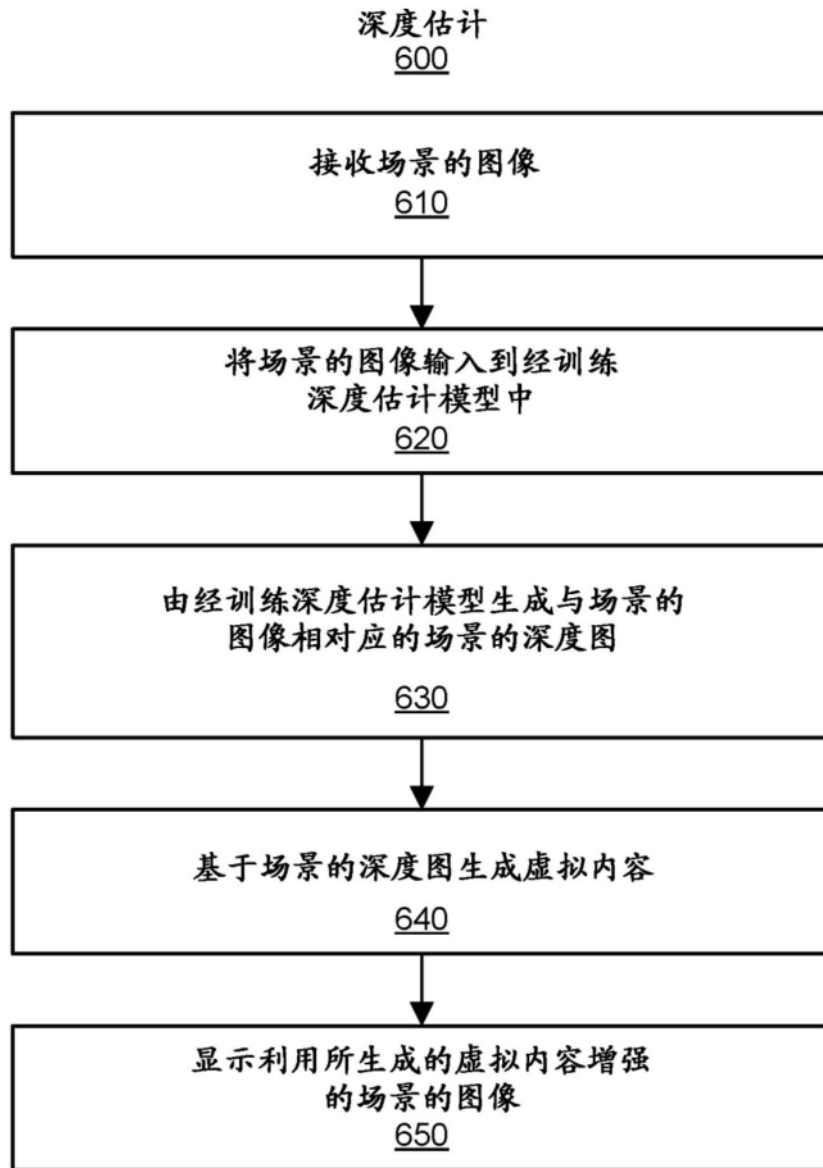 深度估计
600
接收场景的图像
610
将场景的图像输入到经训练
深度估计模型中
620
由经训练深度估计模型生成与场景的
图像相对应的场景的深度图
630
基于场景的深度图生成虚拟内容
640
显示利用所生成的虚拟内容增强
的场景的图像
650